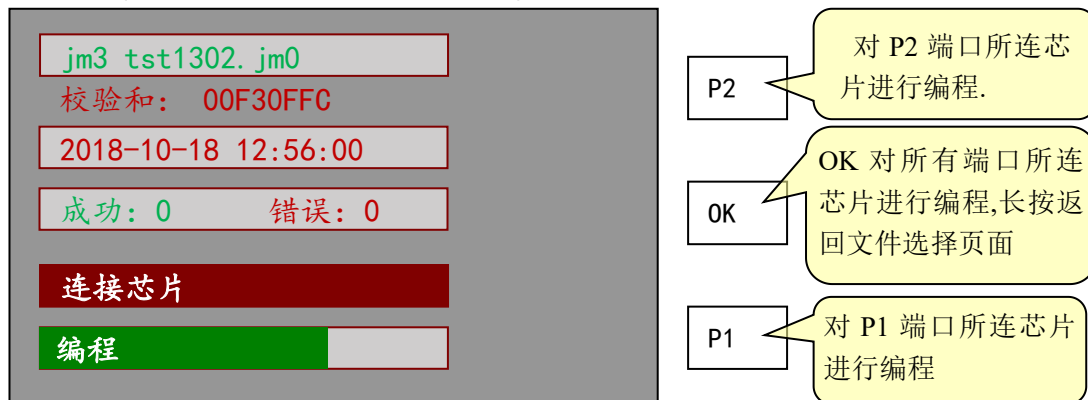 jm3 tst1302.jm0
校验和： 00F30FFC
2018-10-18 12:56:00
成功: 0 错误: 0
连接芯片
编程
P2
对 P2 端口所连芯
片进行编程.
OK
OK 对所有端口所连
芯片进行编程,长按返
回文件选择页面
P1
对 P1 端口所连芯片
进行编程